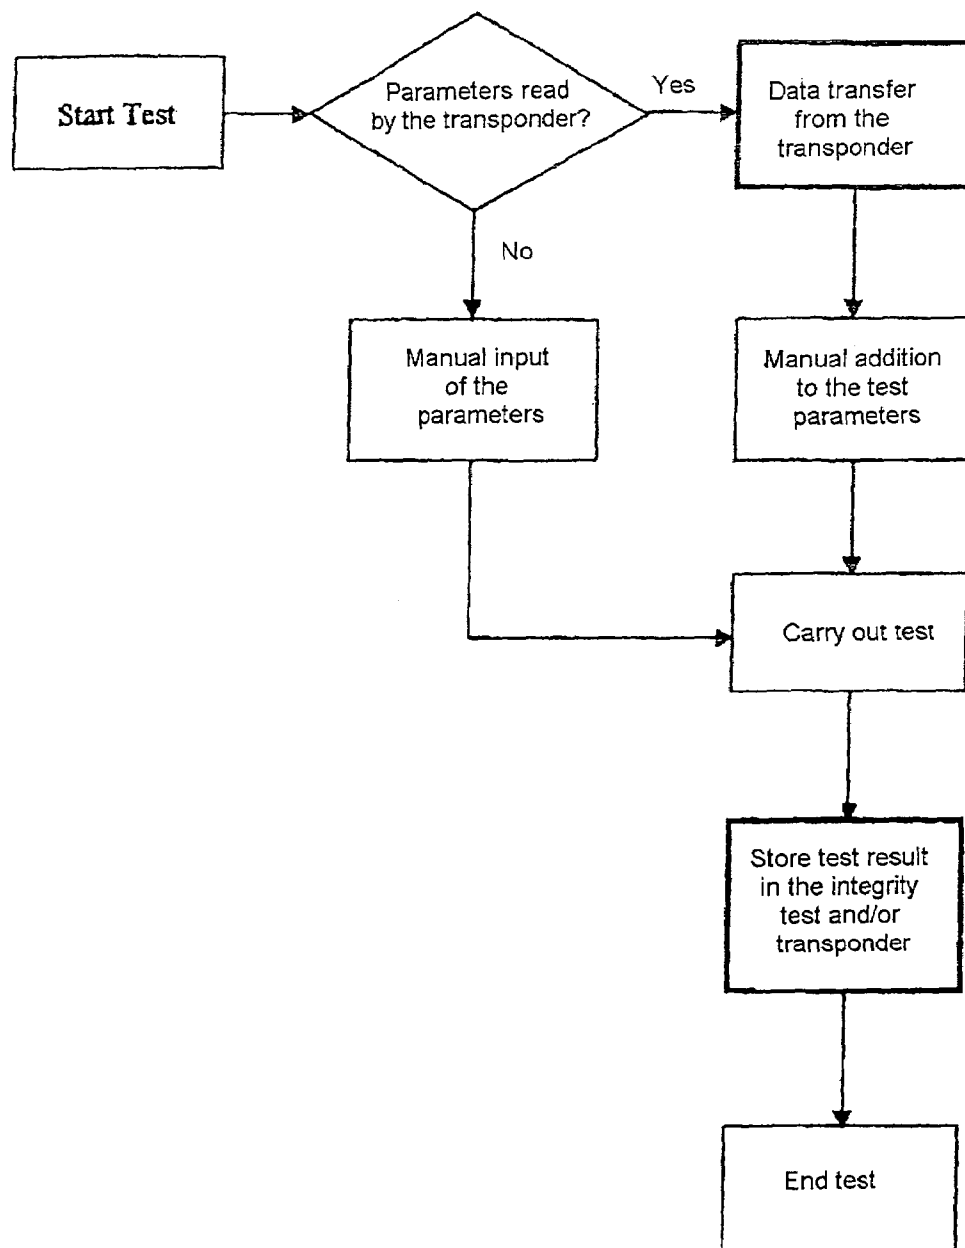 Start Test
Parameters read
by the transponder?
Yes
Data transfer
from the
transponder
No
Manual input
of the
parameters
Manual addition
to the test
parameters
Carry out test
Store test result
in the integrity
test and/or
transponder
End test